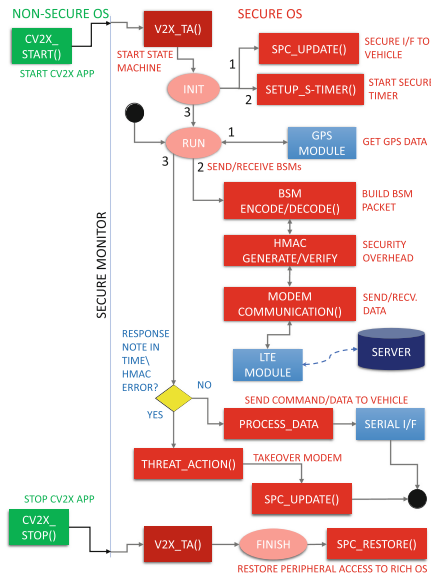 NON-SECURE OS
SECURE OS
CV2X_
START()
START CV2X APP
V2X_TA()
START STATE
MACHINE
SPC_UPDATE()
SECURE I/F TO
VEHICLE
INIT
1
2
SETUP_S-TIMER()
START SECURE
TIMER
3
RUN
1
GPS
MODULE
GET GPS DATA
3
2
SEND/RECEIVE BSMs
BSM
ENCODE/DECODE()
BUILD BSM
PACKET
HMAC
GENERATE/VERIFY
SECURITY
OVERHEAD
MODEM
COMMUNICATION()
SEND/RECV.
DATA
SECURE MONITOR
RESPONSE
NOTE IN
TIME\
HMAC
ERROR?
LTE
MODULE
SERVER
NO
YES
SEND COMMAND/DATA TO VEHICLE
PROCESS_DATA
SERIAL I/F
THREAT_ACTION()
TAKEOVER MODEM
SPC_UPDATE()
STOP CV2X APP
CV2X_
STOP()
V2X_TA()
FINISH
SPC_RESTORE()
RESTORE PERIPHERAL ACCESS TO RICH OS